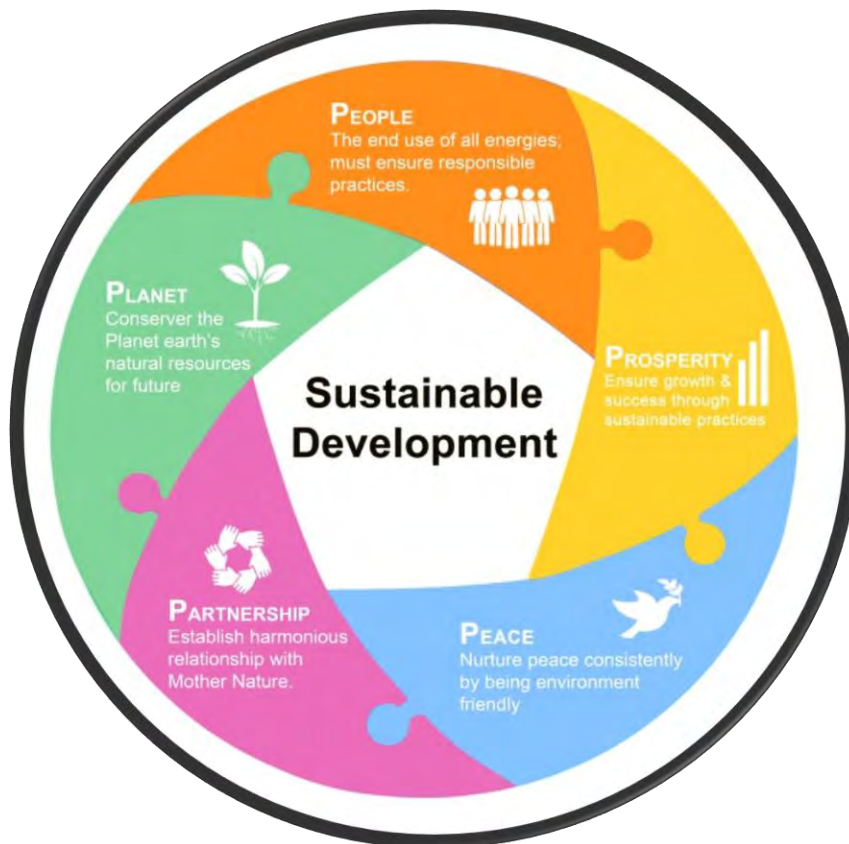 PEOPLE
The end use of all energies;
must ensure responsible
practices.
PROSPERITY
Ensure growth &
success through
sustainable practices
PEACE
Nurture peace consistently
by being environment
friendly
PARTNERSHIP
Establish harmonious
relationship with
Mother Nature.
PLANET
Conserver the
Planet earth's
natural resources
for future
Sustainable
Development